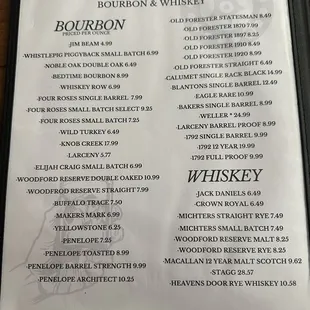 BOURBON & WHISKEY
BOURBON
PRICED PER OUNCE
-JIM BEAM 4.99
-WHISTLEPIG PIGGYBACK SMALL BATCH 6.99
-NOBLE OAK DOUBLE OAK 6.49
-BEDTIME BOURBON 8.99
-WHISKEY ROW 6.99
-FOUR ROSES SINGLE BARREL 7.99
-FOUR ROSES SMALL BATCH SELECT 9.25
-FOUR ROSES SMALL BATCH 7.25
-WILD TURKEY 6.49
-KNOB CREEK 17.99
-LARCENY 5.77
-ELIJAH CRAIG SMALL BATCH 6.99
-WOODFORD RESERVE DOUBLE OAKED 10.99
-WOODFROD RESERVE STRAIGHT 7.99
-BUFFALO TRACE 7.50
-MAKERS MARK 6.99
-YELLOWSTONE 6.25
-PENELOPE 7.25
-PENELOPE TOASTED 8.99
-PENELOPE BARREL STRENGTH 9.99
-PENELOPE ARCHITECT 10.25
-OLD FORESTER STATESMAN 8.49
-OLD FORESTER 1870 7.99
-OLD FORESTER 1897 8.25
-OLD FORESTER 1910 8.49
-OLD FORESTER 1920 8.99
-OLD FORESTER STRAIGHT 6.49
-CALUMET SINGLE RACK BLACK 14.99
-BLANTONS SINGLE BARREL 12.49
-EAGLE RARE 10.99
-BAKERS SINGLE BARREL 8.99
-WELLER * 24.99
-LARCENY BARREL PROOF 8.99
-1792 SINGLE BARREL 9.99
-1792 12 YEAR 19.99
-1792 FULL PROOF 9.99
WHISKEY
-JACK DANIELS 6.49
-CROWN ROYAL 6.49
-MICHTERS STRAIGHT RYE 7.49
-MICHTERS SMALL BATCH 7.49
-WOODFORD RESERVE MALT 8.25
-WOODFORD RESERVE RYE 8.25
-MACALLAN 12 YEAR MALT SCOTCH 9.62
-STAGG 28.57
-HEAVENS DOOR RYE WHISKEY 10.58